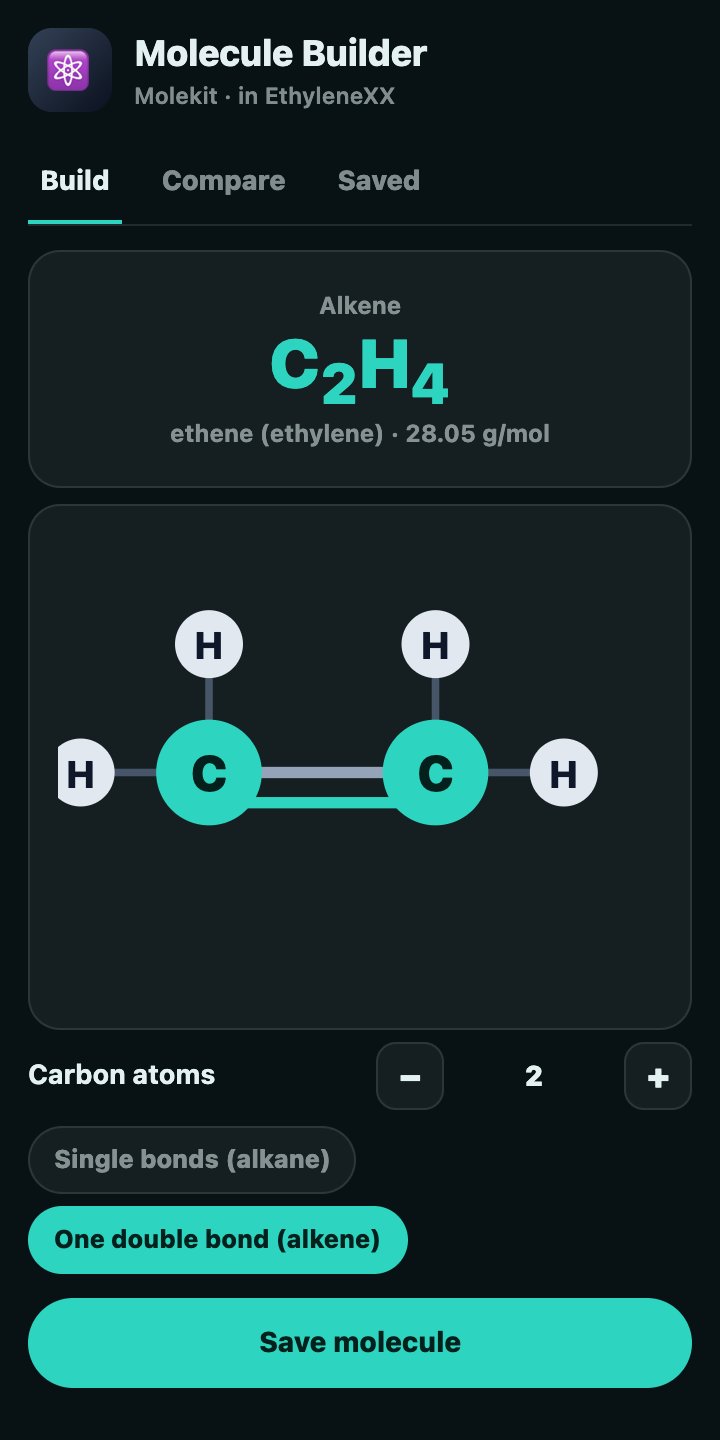 Molecule Builder
Molekit · in EthyleneXX
Build Compare Saved
Alkene
C₂H₄
ethene (ethylene) · 28.05 g/mol
H H
H C C H
Carbon atoms − 2 +
Single bonds (alkane)
One double bond (alkene)
Save molecule